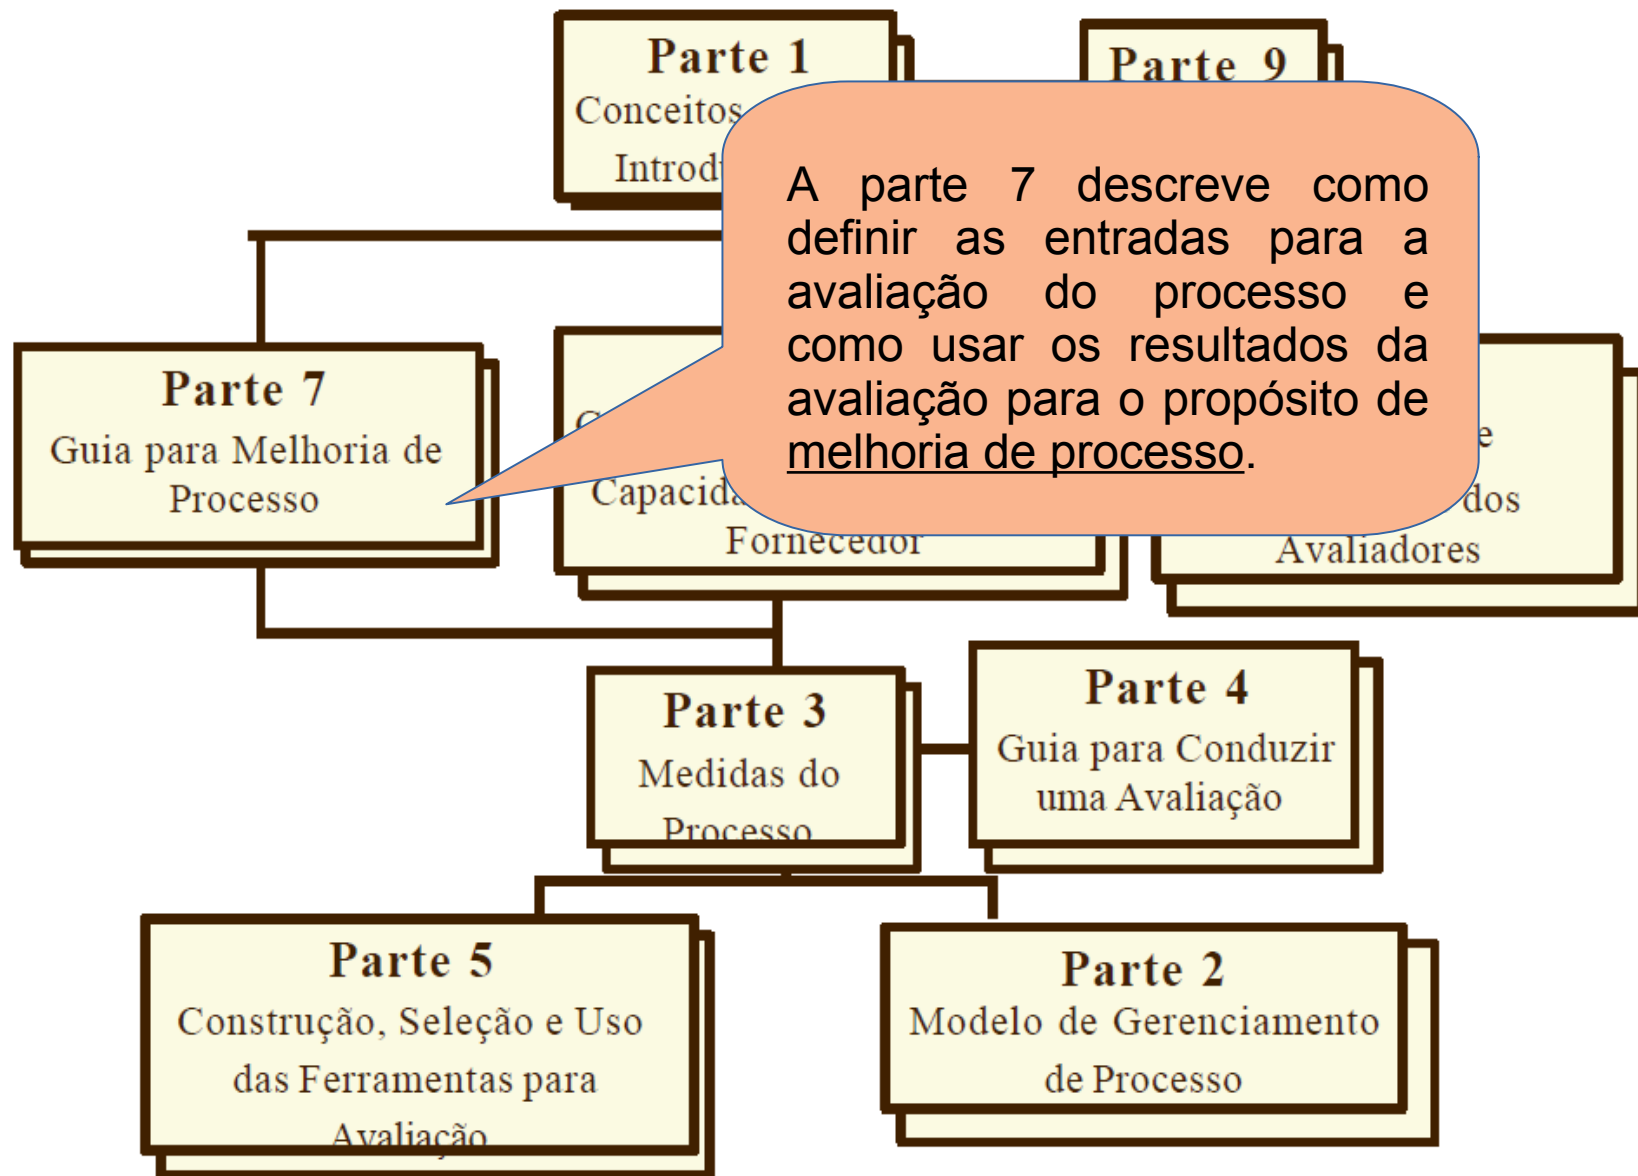 Parte 1
Conceitos
Parte 9
A parte 7 descreve como
definir as entradas para a
avaliação do processo e
como usar os resultados da
avaliação para o propósito de
melhoria de processo.
Parte 7
Guia para Melhoria de
Processo
Fornecedor
dos
Avaliadores
Parte 3
Medidas do
Processo
Parte 4
Guia para Conduzir
uma Avaliação
Parte 5
Construção, Seleção e Uso
das Ferramentas para
Avaliação
Parte 2
Modelo de Gerenciamento
de Processo